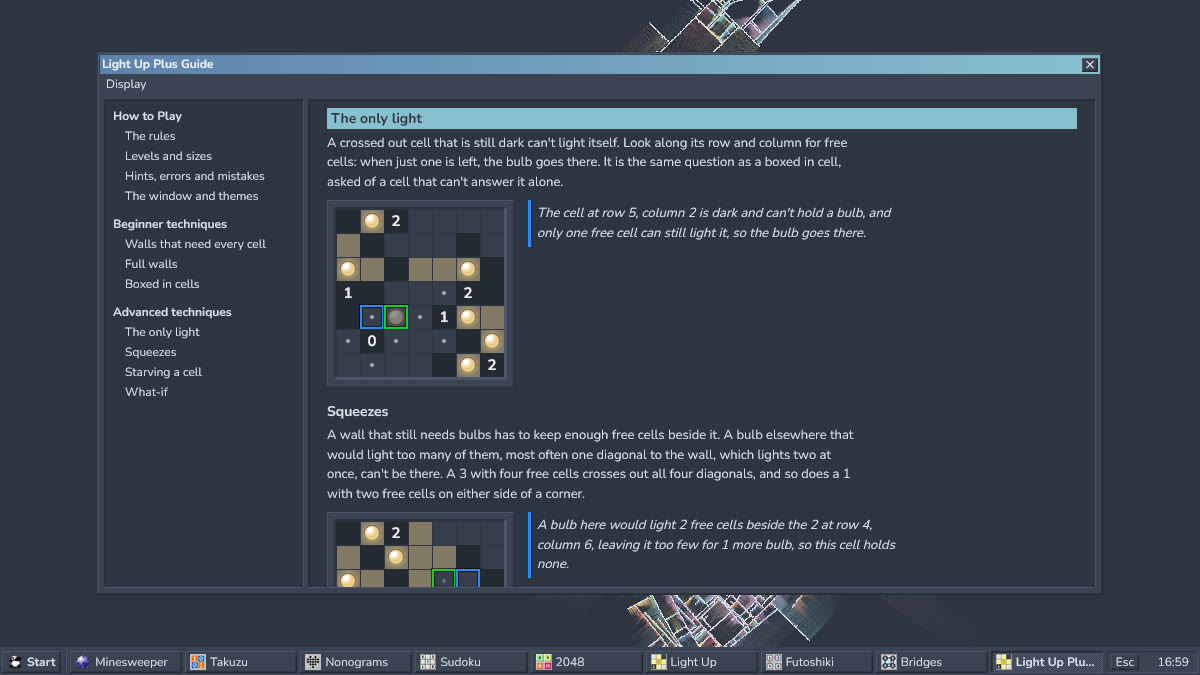 Light Up Plus Guide
Display
How to Play
The rules
Levels and sizes
Hints, errors and mistakes
The window and themes
Beginner techniques
Walls that need every cell
Full walls
Boxed in cells
Advanced techniques
The only light
Squeezes
Starving a cell
What-if
The only light
A crossed out cell that is still dark can't light itself. Look along its row and column for free
cells: when just one is left, the bulb goes there. It is the same question as a boxed in cell,
asked of a cell that can't answer it alone.
2
1 2
1
0
2
The cell at row 5, column 2 is dark and can't hold a bulb, and
only one free cell can still light it, so the bulb goes there.
Squeezes
A wall that still needs bulbs has to keep enough free cells beside it. A bulb elsewhere that
would light too many of them, most often one diagonal to the wall, which lights two at
once, can't be there. A 3 with four free cells crosses out all four diagonals, and so does a 1
with two free cells on either side of a corner.
2
A bulb here would light 2 free cells beside the 2 at row 4,
column 6, leaving it too few for 1 more bulb, so this cell holds
none.
Start Minesweeper Takuzu Nonograms Sudoku 2048 Light Up Futoshiki Bridges Light Up Plu... Esc 16:59